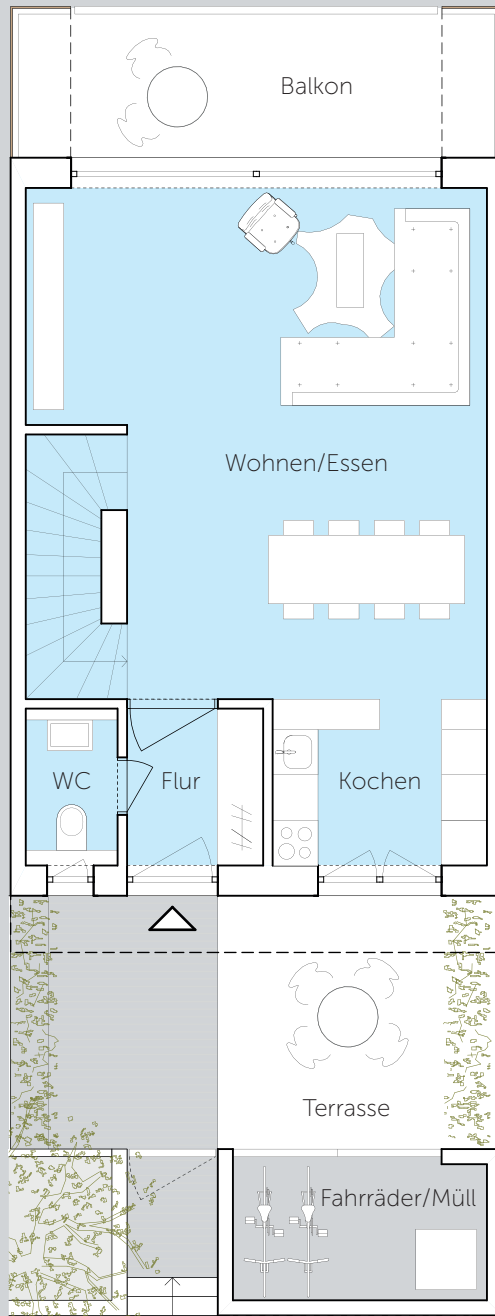 Balkon
Wohnen/Essen
WC
Flur
Kochen
Terrasse
Fahrräder/Müll